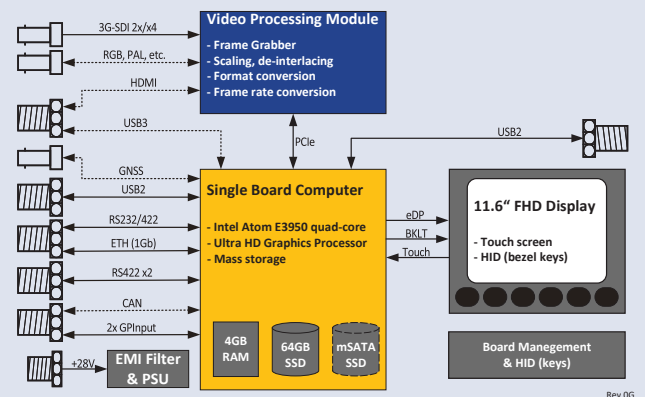 Video Processing Module
- Frame Grabber
- Scaling, de-interlacing
- Format conversion
- Frame rate conversion
3G-SDI 2x/x4
RGB, PAL, etc.
HDMI
USB3
PCIe
USB2
GNSS
USB2
RS232/422
ETH (1Gb)
RS422 x2
CAN
2x GPInput
+28V
EMI Filter
& PSU
Single Board Computer
- Intel Atom E3950 quad-core
- Ultra HD Graphics Processor
- Mass storage
4GB
RAM
64GB
SSD
mSATA
SSD
eDP
BKLT
Touch
11.6“ FHD Display
- Touch screen
- HID (bezel keys)
Board Mangement
& HID (keys)
Rev 0G